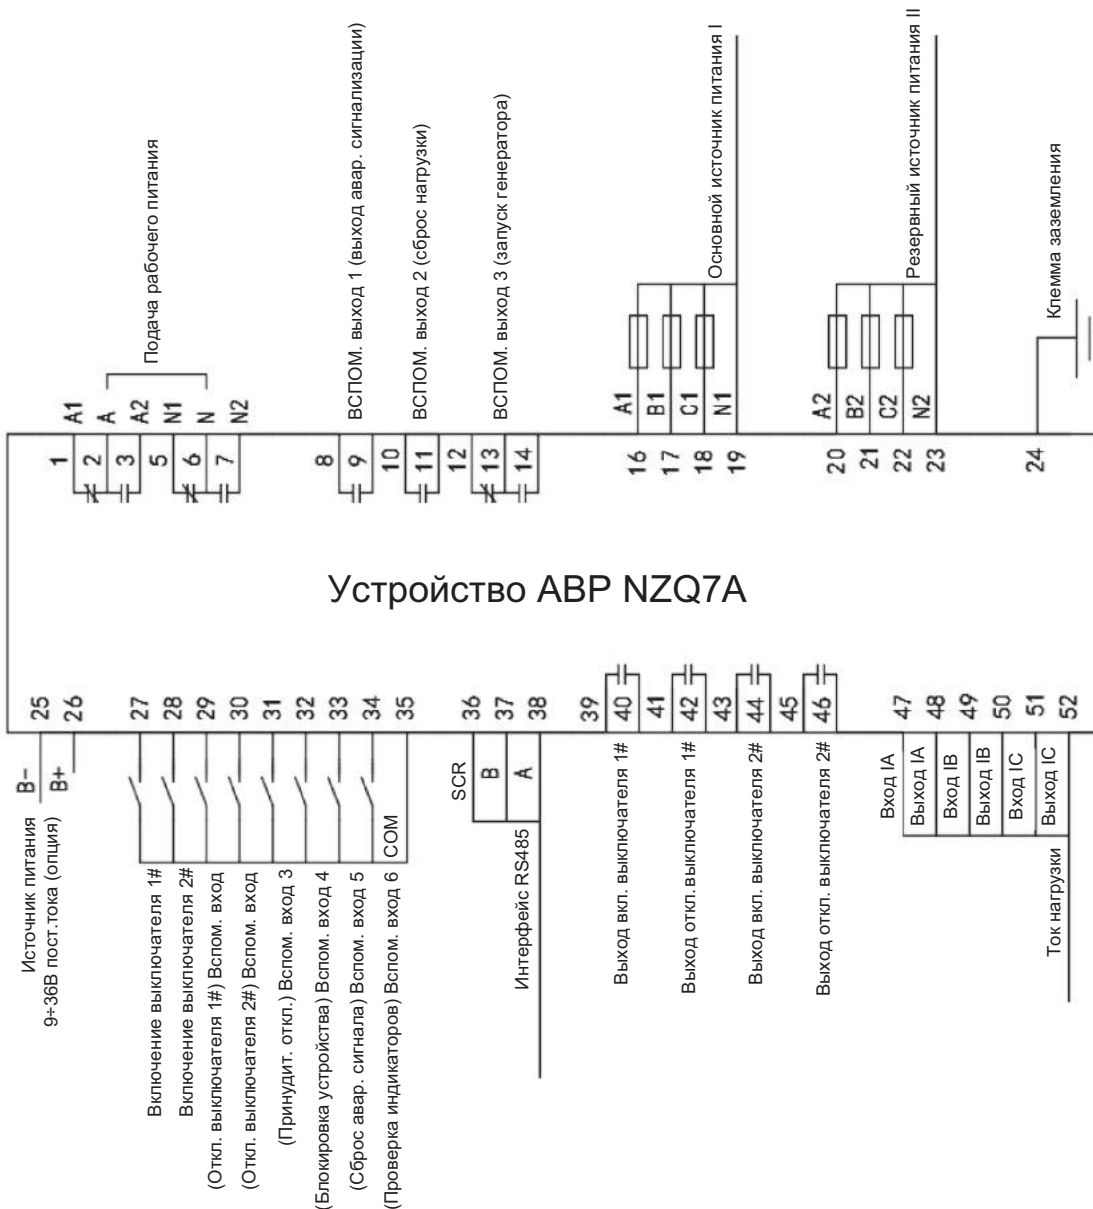 Устройство АВР NZQ7A
1
2
3
5
6
7
8
9
10
11
12
13
14
16
17
18
19
20
21
22
23
24
A1
A
A2
N1
N
N2
Подача рабочего питания
ВСПОМ. выход 1 (выход авар. сигнализации)
ВСПОМ. выход 2 (сброс нагрузки)
ВСПОМ. выход 3 (запуск генератора)
A1
B1
C1
N1
Основной источник питания I
A2
B2
C2
N2
Резервный источник питания II
Клемма заземления
25
26
27
28
29
30
31
32
33
34
35
36
37
38
39
40
41
42
43
44
45
46
47
48
49
50
51
52
B-
B+
Источник питания
9÷36В пост.тока (опция)
Включение выключателя 1#
Включение выключателя 2#
(Откл. выключателя 1#) Вспом. вход
(Откл. выключателя 2#) Вспом. вход
(Принудит. откл.) Вспом. вход 3
(Блокировка устройства) Вспом. вход 4
(Сброс авар. сигнала) Вспом. вход 5
(Проверка индикаторов) Вспом. вход 6
COM
SCR
B
A
Интерфейс RS485
Выход вкл. выключателя 1#
Выход откл. выключателя 1#
Выход вкл. выключателя 2#
Выход откл. выключателя 2#
Вход IA
Выход IA
Вход IB
Выход IB
Вход IC
Выход IC
Ток нагрузки